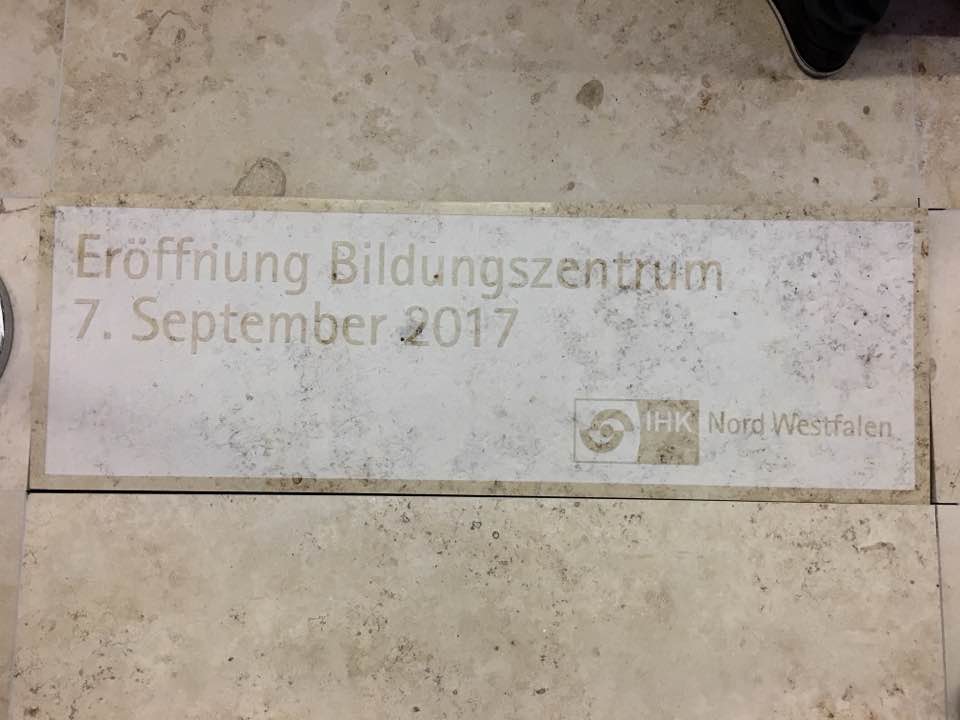 Eröffnung Bildungszentrum
7. September 2017
IHK Nord Westfalen